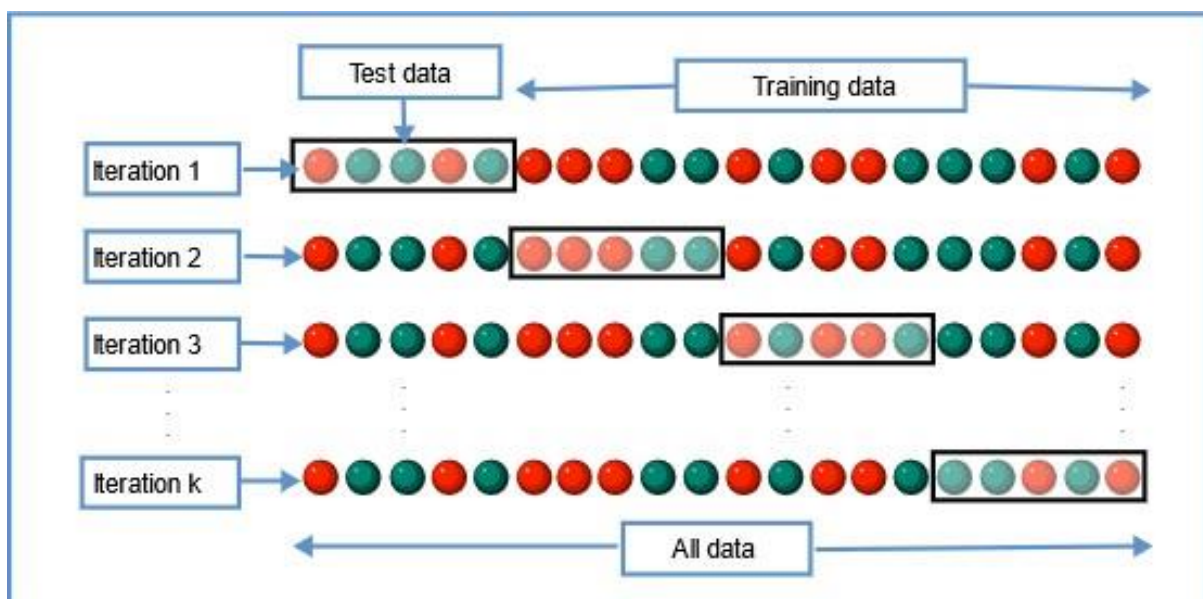 Test data
Training data
Iteration 1
Iteration 2
Iteration 3
Iteration k
All data